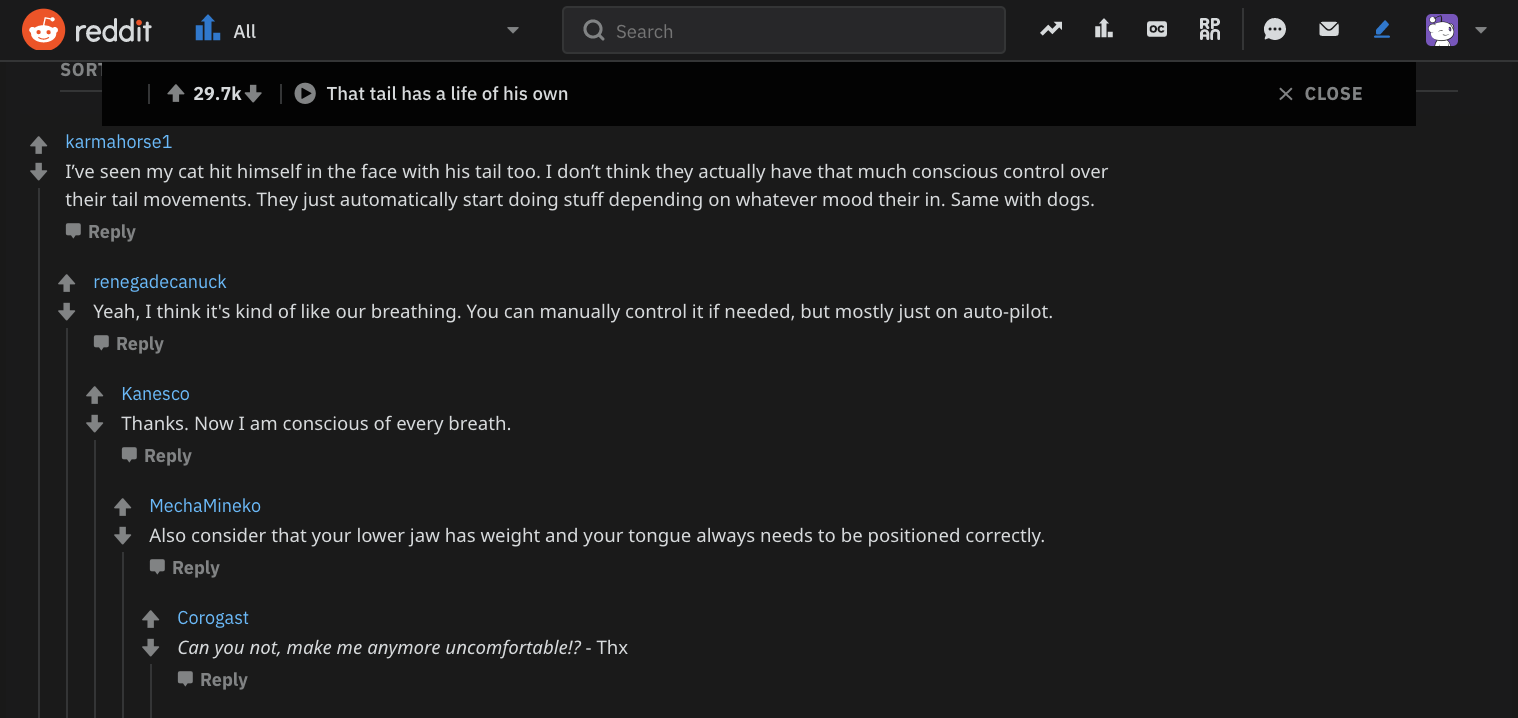 reddit
All
Search
OC
RP
AN
SORT
29.7k
That tail has a life of his own
CLOSE
karmahorse1
I’ve seen my cat hit himself in the face with his tail too. I don’t think they actually have that much conscious control over
their tail movements. They just automatically start doing stuff depending on whatever mood their in. Same with dogs.
Reply
renegadecanuck
Yeah, I think it's kind of like our breathing. You can manually control it if needed, but mostly just on auto-pilot.
Reply
Kanesco
Thanks. Now I am conscious of every breath.
Reply
MechaMineko
Also consider that your lower jaw has weight and your tongue always needs to be positioned correctly.
Reply
Corogast
Can you not, make me anymore uncomfortable!? - Thx
Reply